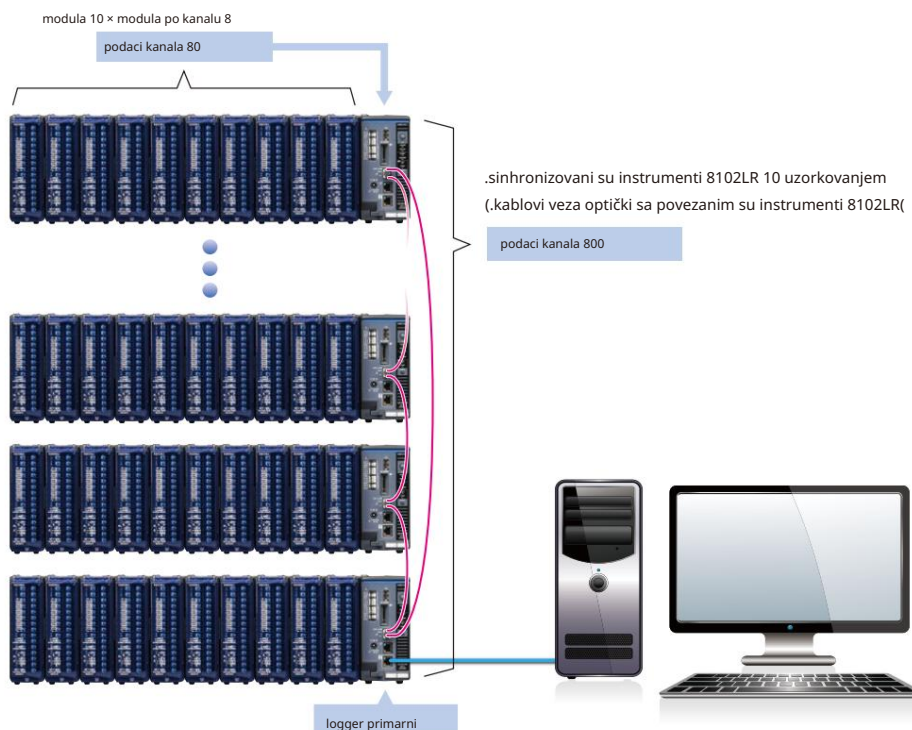 modula 10 × modula po kanalu 8
podaci kanala 80
.sinhronizovani su instrumenti 8102LR 10 uzorkovanjem
(.kablovi veza optički sa povezanim su instrumenti 8102LR(
podaci kanala 800
logger primarni